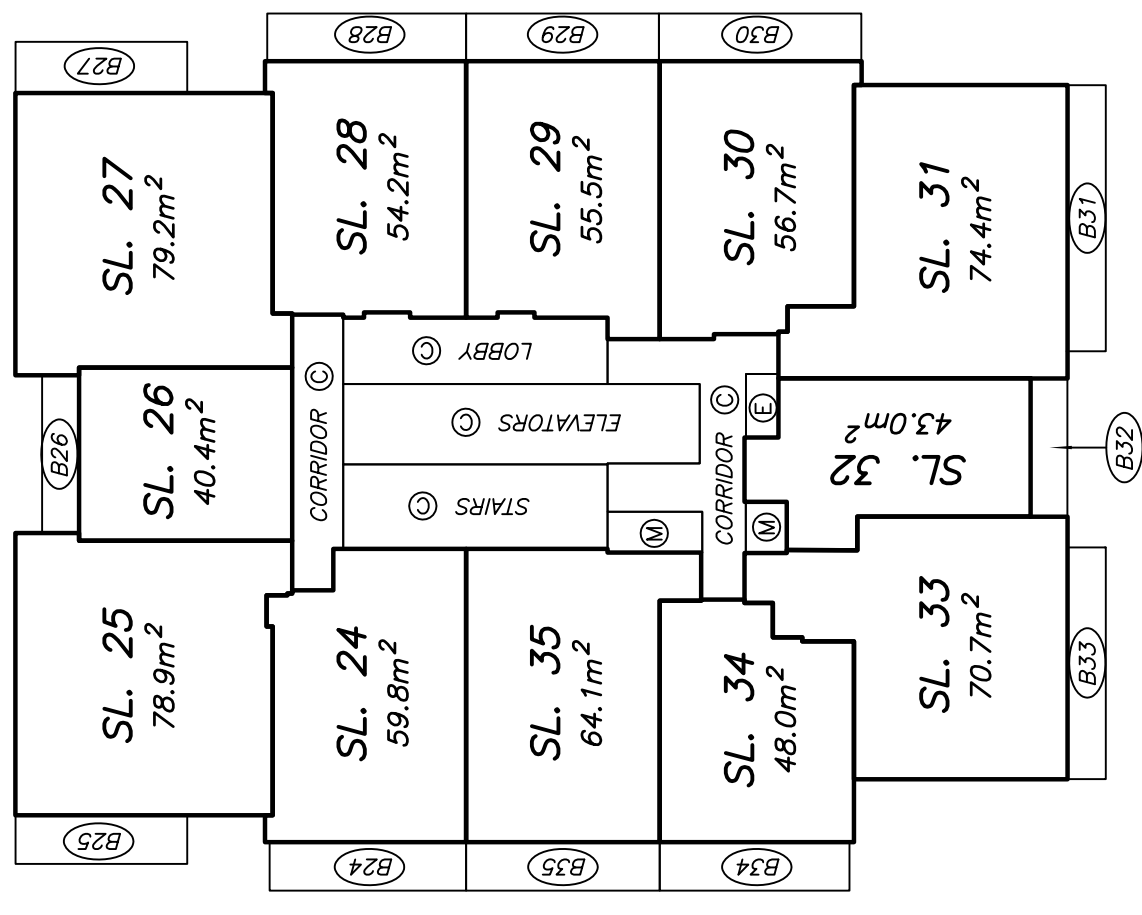 B27
B28
B29
B30
SL. 27
79.2m²
SL. 28
54.2m²
SL. 29
55.5m²
SL. 30
56.7m²
SL. 31
74.4m²
B31
B26
SL. 26
40.4m²
CORRIDOR C
LOBBY C
ELEVATORS C
STAIRS C
CORRIDOR C
E
M
M
SL. 32
43.0m²
B32
SL. 25
78.9m²
SL. 24
59.8m²
SL. 35
64.1m²
SL. 34
48.0m²
SL. 33
70.7m²
B33
B25
B24
B35
B34